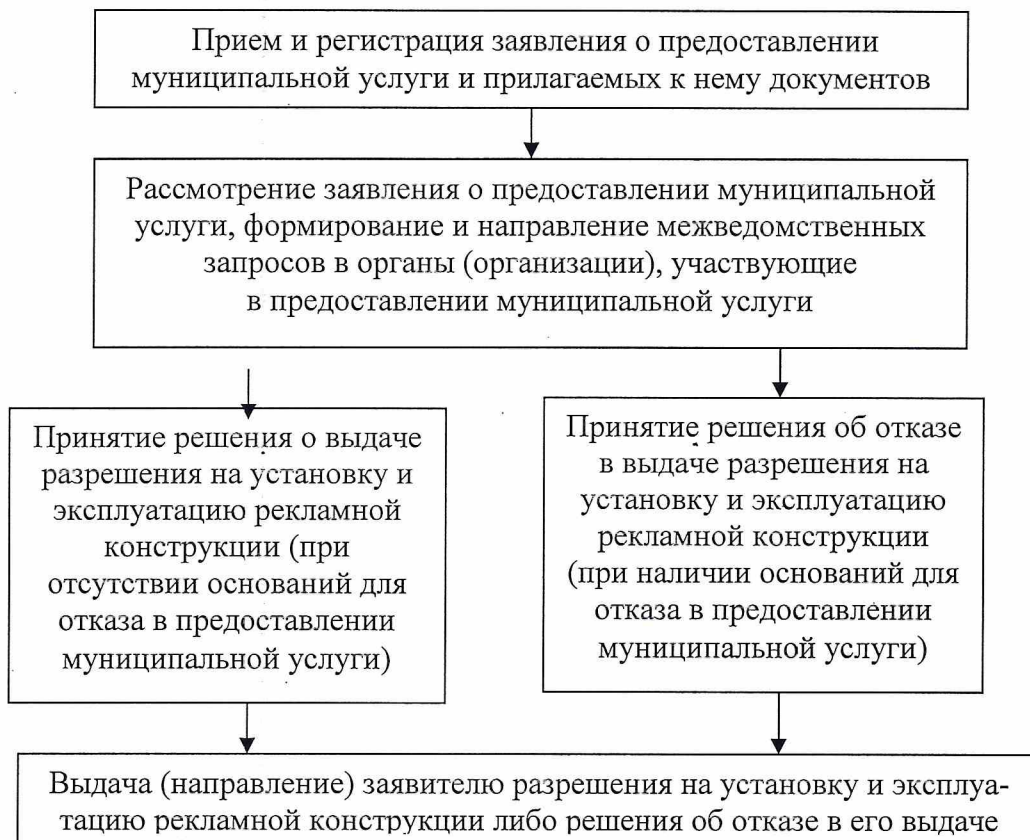 Прием и регистрация заявления о предоставлении
муниципальной услуги и прилагаемых к нему документов
Рассмотрение заявления о предоставлении муниципальной
услуги, формирование и направление межведомственных
запросов в органы (организации), участвующие
в предоставлении муниципальной услуги
Принятие решения о выдаче
разрешения на установку и
эксплуатацию рекламной
конструкции (при
отсутствии оснований для
отказа в предоставлении
муниципальной услуги)
Принятие решения об отказе
в выдаче разрешения на
установку и эксплуатацию
рекламной конструкции
(при наличии оснований для
отказа в предоставлении
муниципальной услуги)
Выдача (направление) заявителю разрешения на установку и эксплуа-
тацию рекламной конструкции либо решения об отказе в его выдаче